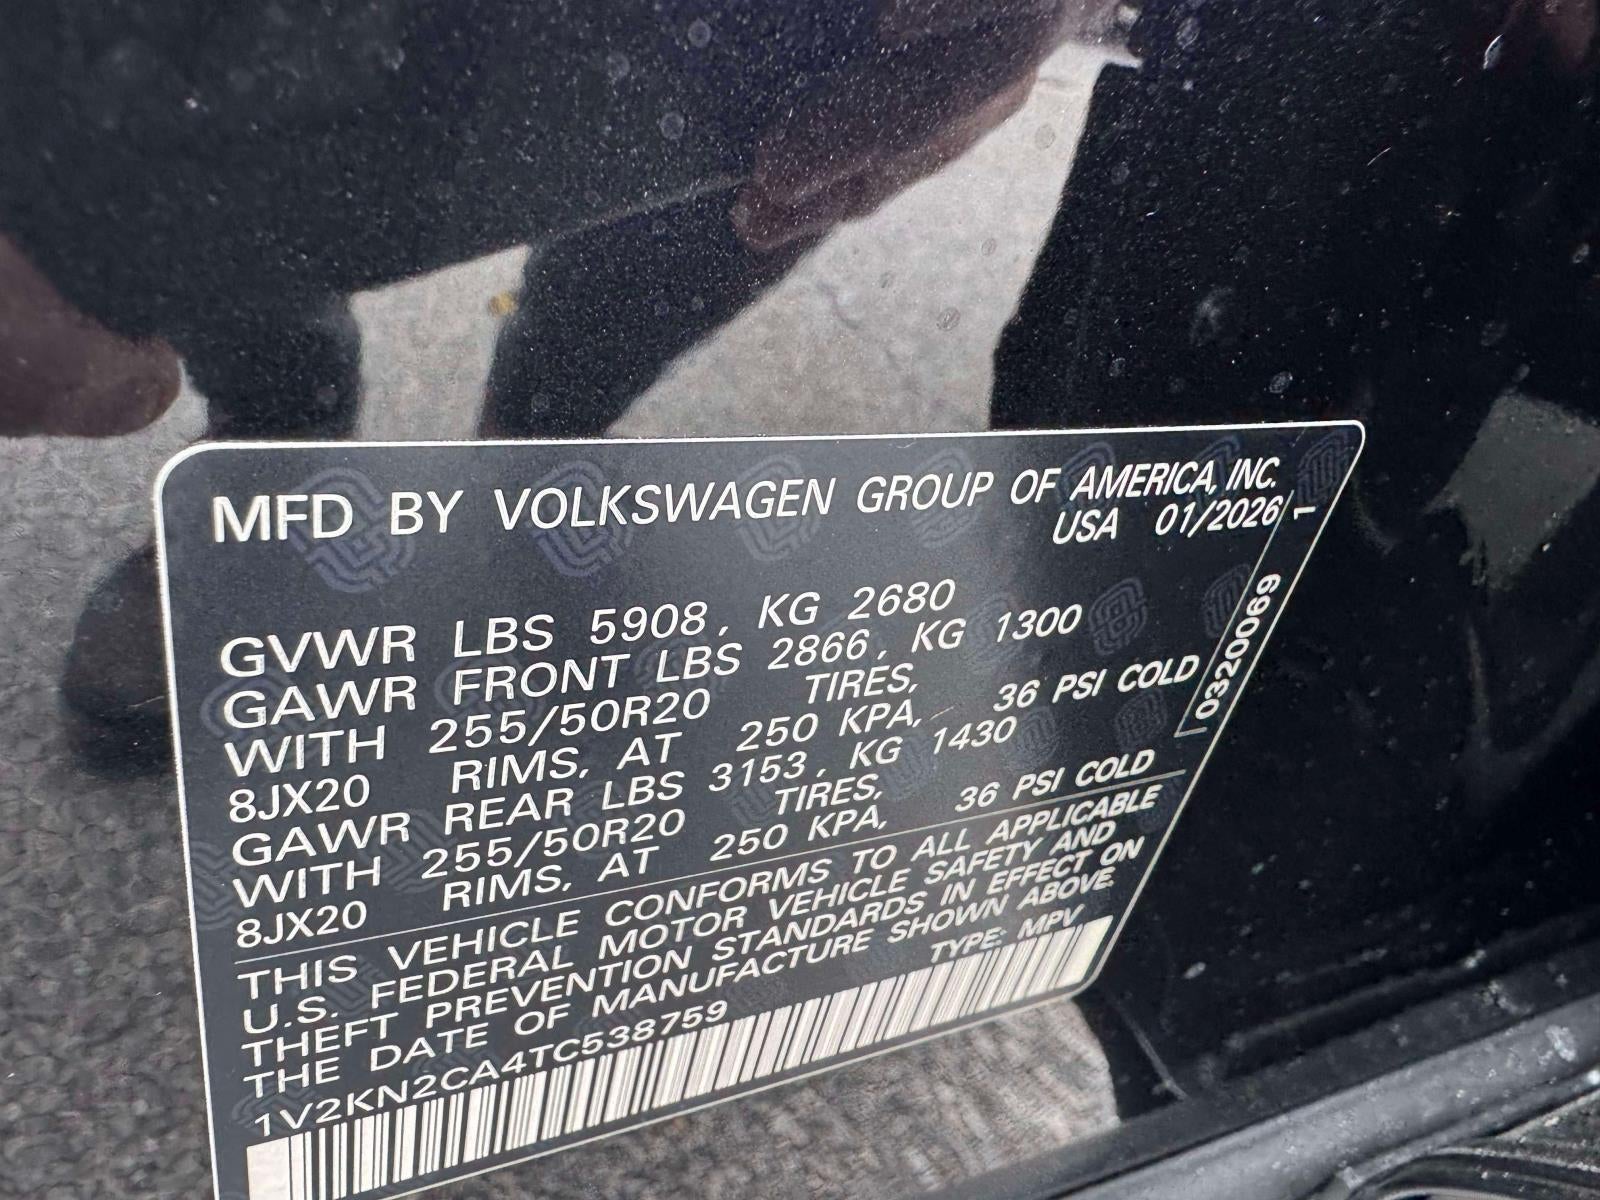 MFD BY VOLKSWAGEN GROUP OF AMERICA, INC.
USA 01/2026
1
GVWR LBS 5908, KG 2680
GAWR FRONT LBS 2866, KG 1300
WITH 255/50R20 TIRES,
8JX20 RIMS, AT 250 KPA, 36 PSI COLD
GAWR REAR LBS 3153, KG 1430
WITH 255/50R20 TIRES,
8JX20 RIMS, AT 250 KPA, 36 PSI COLD
0320069
THIS VEHICLE CONFORMS TO ALL APPLICABLE
U.S. FEDERAL MOTOR VEHICLE SAFETY AND
THEFT PREVENTION STANDARDS IN EFFECT ON
THE DATE OF MANUFACTURE SHOWN ABOVE.
TYPE: MPV
1V2KN2CA4TC538759